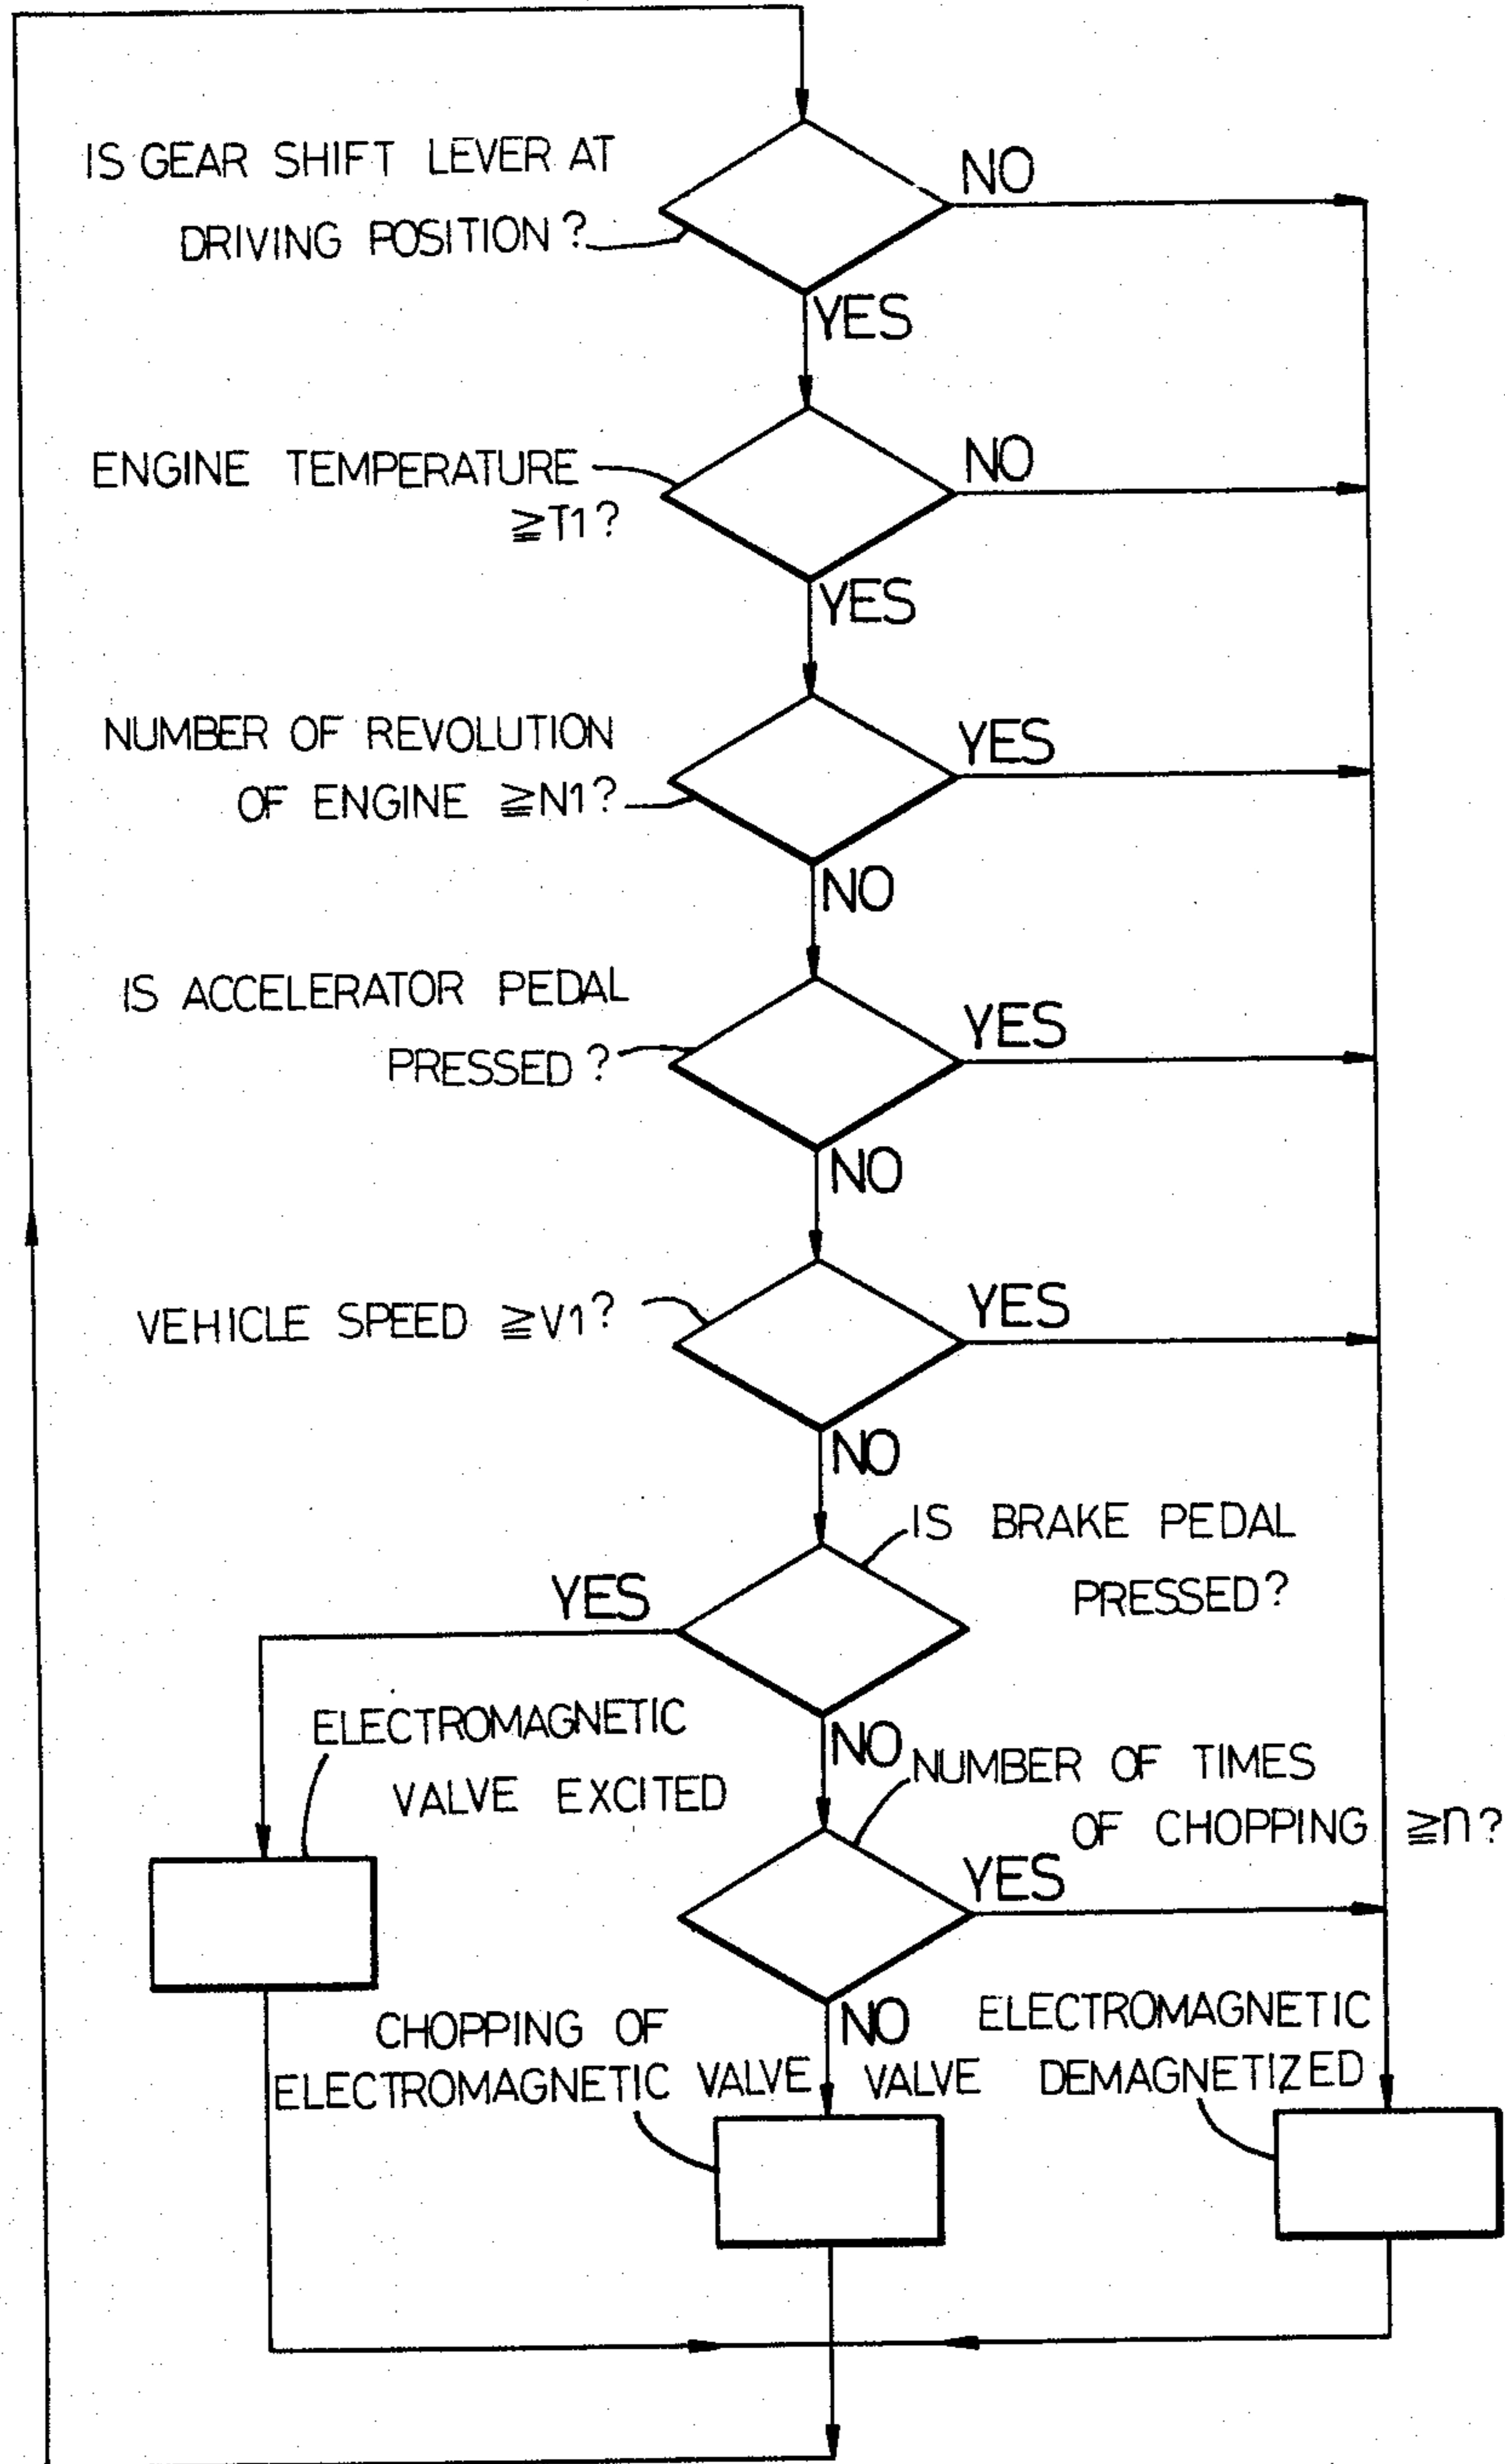 IS GEAR SHIFT LEVER AT
DRIVING POSITION?
NO
YES
ENGINE TEMPERATURE
≧T1?
NO
YES
NUMBER OF REVOLUTION
OF ENGINE ≧N1?
YES
NO
IS ACCELERATOR PEDAL
PRESSED?
YES
NO
VEHICLE SPEED ≧V1?
YES
NO
IS BRAKE PEDAL
PRESSED?
YES
NO
ELECTROMAGNETIC
VALVE EXCITED
NUMBER OF TIMES
OF CHOPPING ≧n?
YES
NO
CHOPPING OF
ELECTROMAGNETIC VALVE
ELECTROMAGNETIC
VALVE DEMAGNETIZED